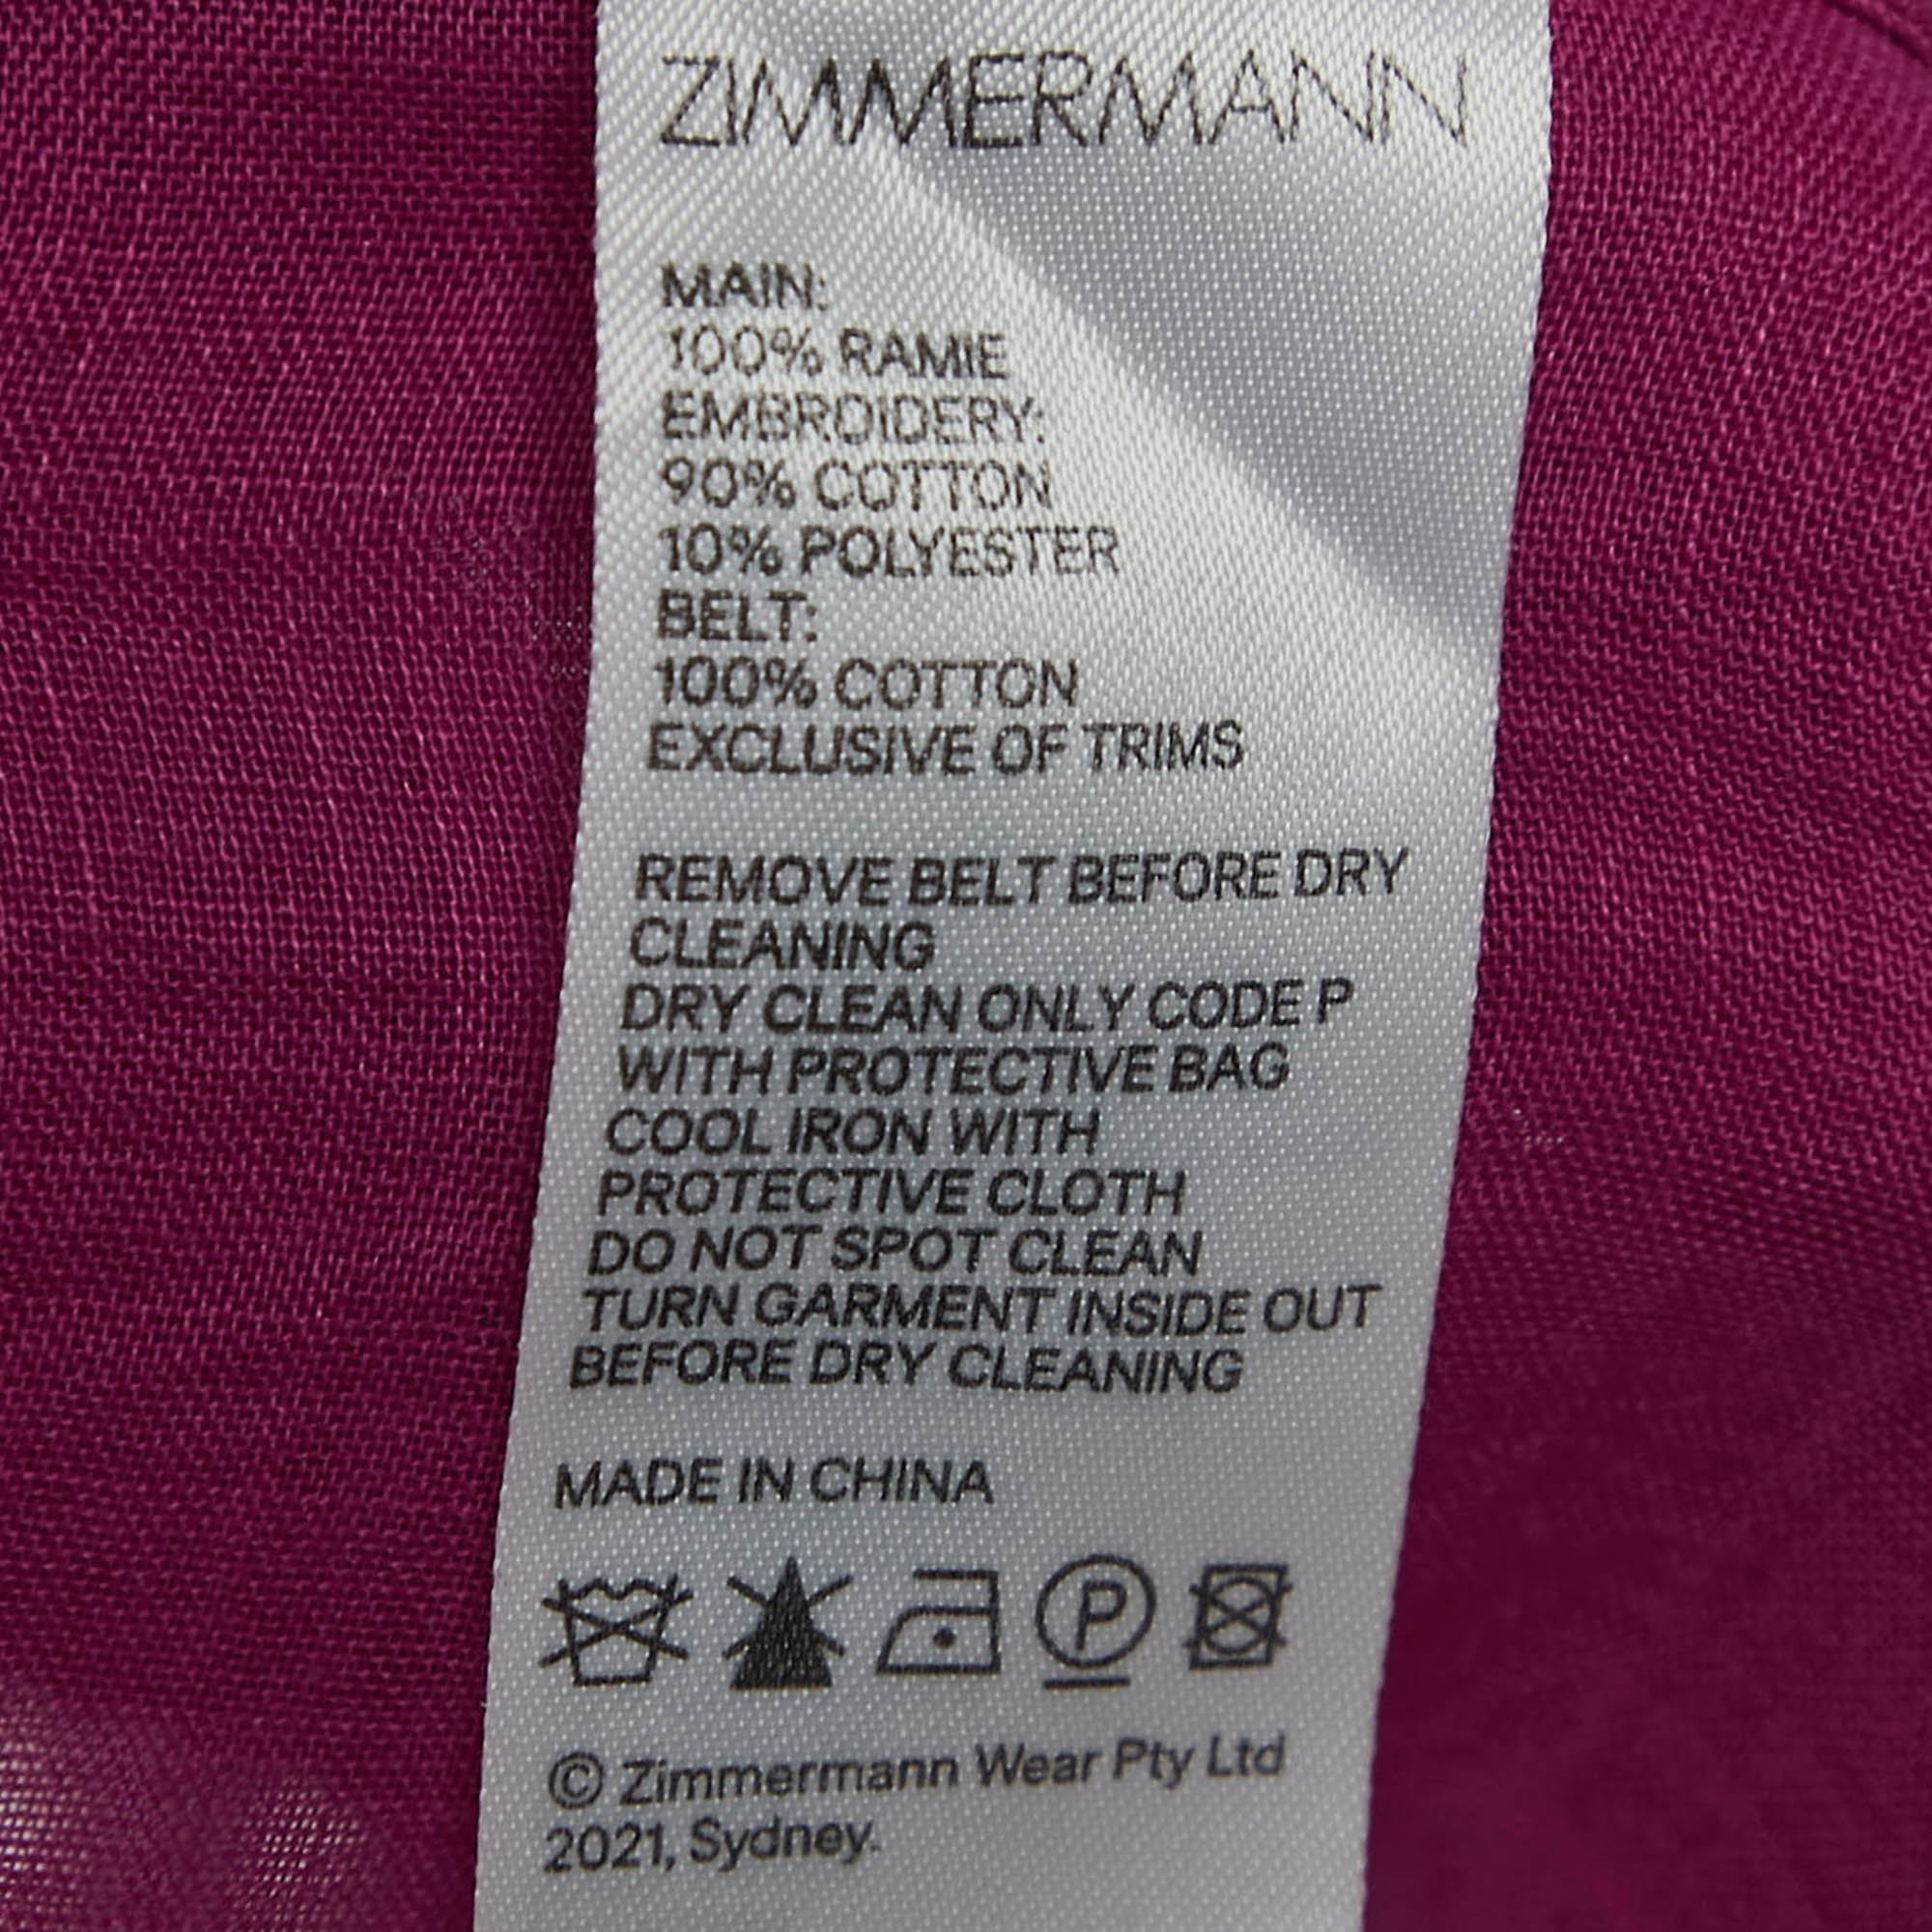 ZIMMERMANN
MAIN:
100% RAMIE
EMBROIDERY:
90% COTTON
10% POLYESTER
BELT:
100% COTTON
EXCLUSIVE OF TRIMS
REMOVE BELT BEFORE DRY
CLEANING
DRY CLEAN ONLY CODE P
WITH PROTECTIVE BAG
COOL IRON WITH
PROTECTIVE CLOTH
DO NOT SPOT CLEAN
TURN GARMENT INSIDE OUT
BEFORE DRY CLEANING
MADE IN CHINA
P
© Zimmermann Wear Pty Ltd
2021, Sydney.